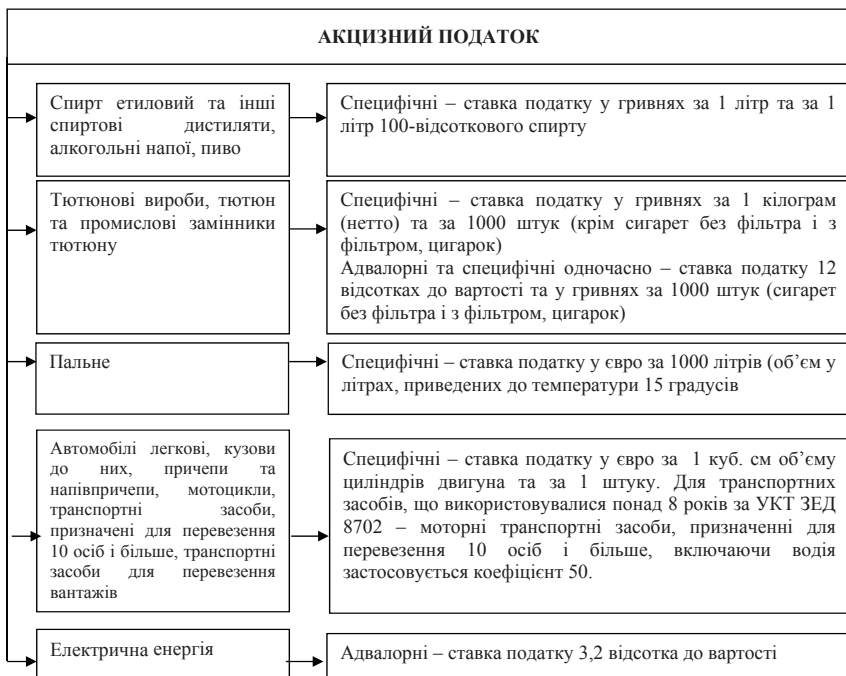 АКЦИЗНИЙ ПОДАТОК
Спирт етиловий та інші
спиртові дистиляти,
алкогольні напої, пиво
Специфічні – ставка податку у гривнях за 1 літр та за 1
літр 100-відсоткового спирту
Тютюнові вироби, тютюн
та промислові замінники
тютюну
Специфічні – ставка податку у гривнях за 1 кілограм
(нетто) та за 1000 штук (крім сигарет без фільтра і з
фільтром, цигарок)
Адвалорні та специфічні одночасно – ставка податку 12
відсотках до вартості та у гривнях за 1000 штук (сигарет
без фільтра і з фільтром, цигарок)
Пальне
Специфічні – ставка податку у євро за 1000 літрів (об’єм у
літрах, приведених до температури 15 градусів
Автомобілі легкові, кузови
до них, причепи та
напівпричепи, мотоцикли,
транспортні засоби,
призначені для перевезення
10 осіб і більше, транспортні
засоби для перевезення
вантажів
Специфічні – ставка податку у євро за 1 куб. см об’єму
циліндрів двигуна та за 1 штуку. Для транспортних
засобів, що використовувалися понад 8 років за УКТ ЗЕД
8702 – моторні транспортні засоби, призначенні для
перевезення 10 осіб і більше, включаючи водія
застосовується коефіцієнт 50.
Електрична енергія
Адвалорні – ставка податку 3,2 відсотка до вартості